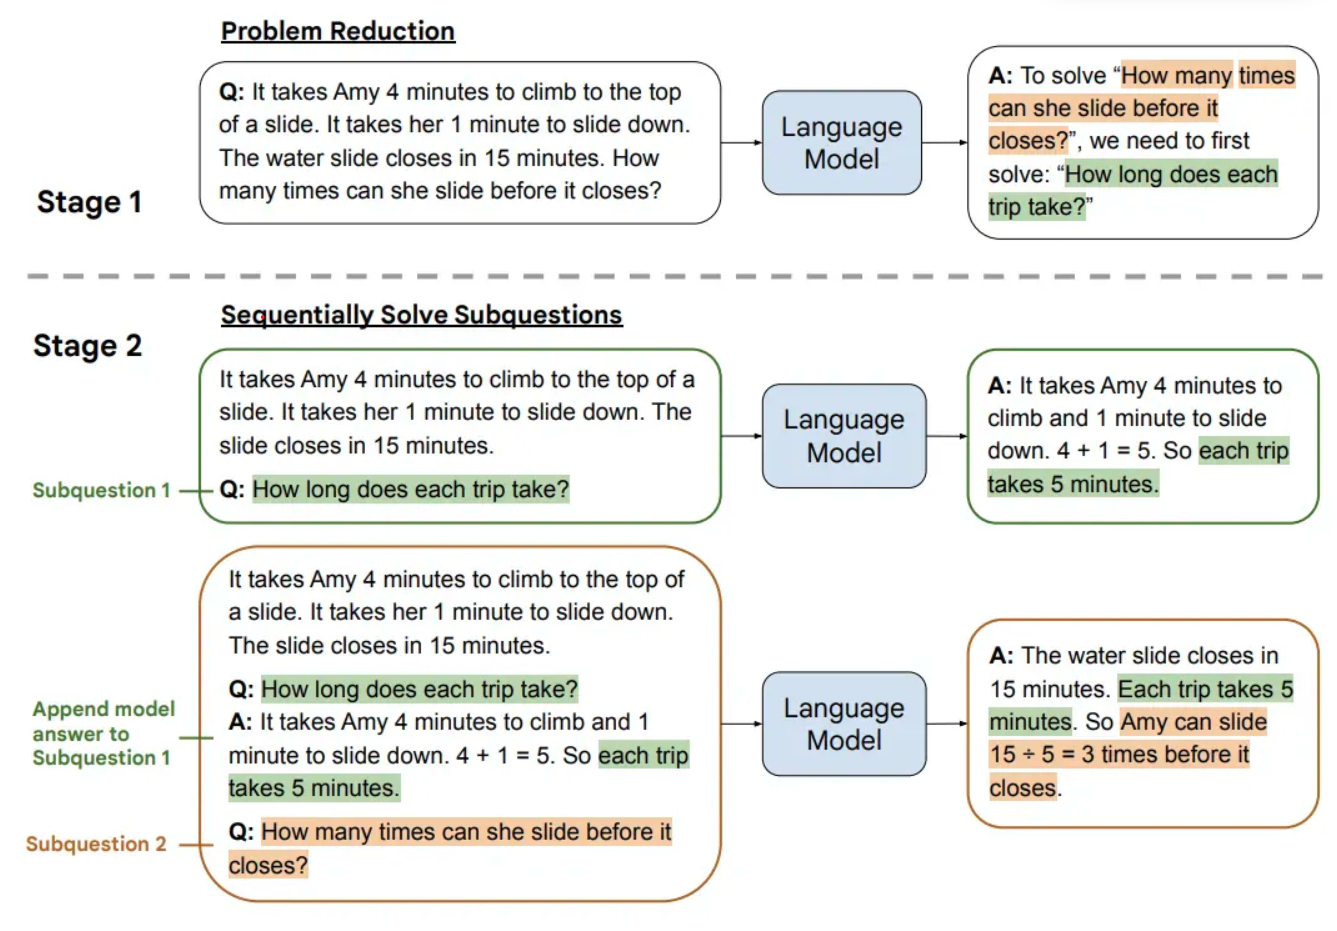 Problem Reduction
Stage 1
Q: It takes Amy 4 minutes to climb to the top
of a slide. It takes her 1 minute to slide down.
The water slide closes in 15 minutes. How
many times can she slide before it closes?
Language
Model
A: To solve “How many times
can she slide before it
closes?”, we need to first
solve: “How long does each
trip take?”
Sequentially Solve Subquestions
Stage 2
It takes Amy 4 minutes to climb to the top of a
slide. It takes her 1 minute to slide down. The
slide closes in 15 minutes.
Subquestion 1
Q: How long does each trip take?
Language
Model
A: It takes Amy 4 minutes to
climb and 1 minute to slide
down. 4 + 1 = 5. So each trip
takes 5 minutes.
It takes Amy 4 minutes to climb to the top of
a slide. It takes her 1 minute to slide down.
The slide closes in 15 minutes.
Q: How long does each trip take?
Append model
answer to
Subquestion 1
A: It takes Amy 4 minutes to climb and 1
minute to slide down. 4 + 1 = 5. So each trip
takes 5 minutes.
Subquestion 2
Q: How many times can she slide before it
closes?
Language
Model
A: The water slide closes in
15 minutes. Each trip takes 5
minutes. So Amy can slide
15 ÷ 5 = 3 times before it
closes.